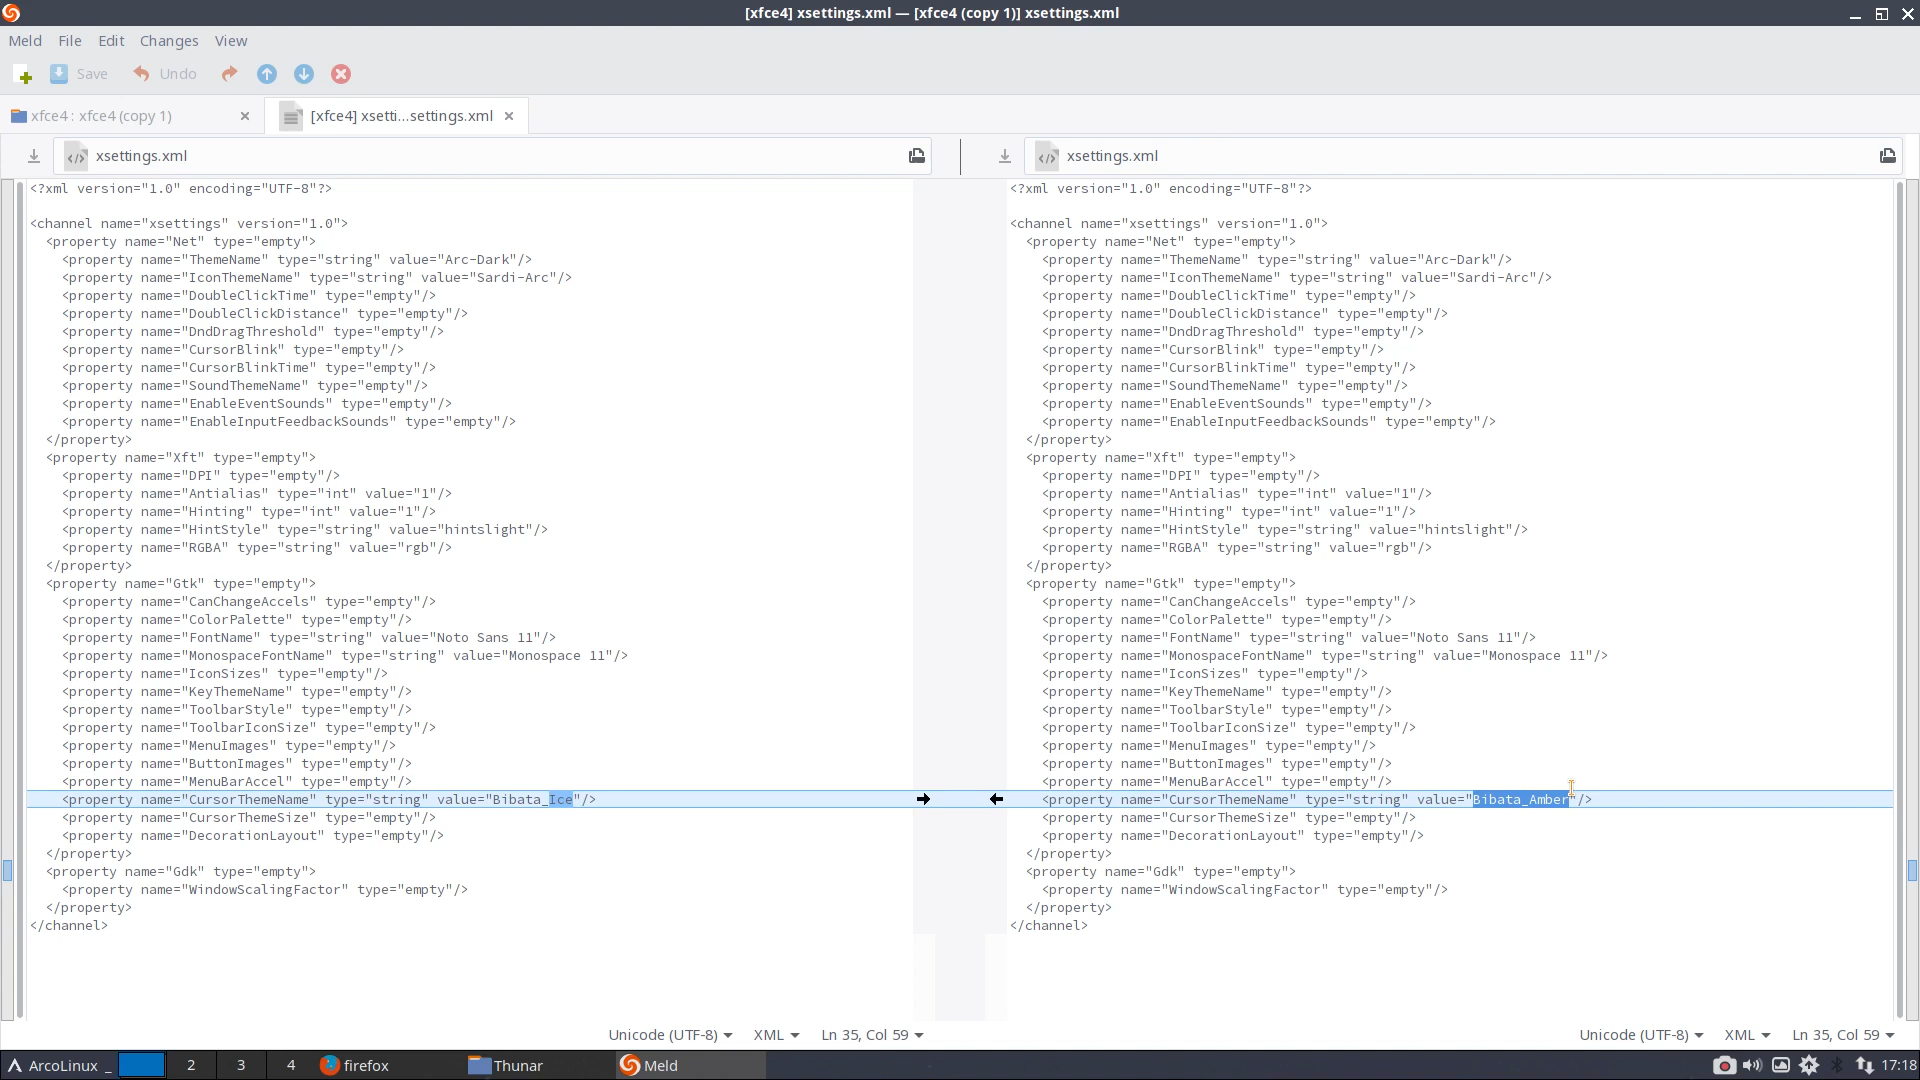 [xfce4] xsettings.xml — [xfce4 (copy 1)] xsettings.xml
Meld File Edit Changes View
Save Undo
xfce4 : xfce4 (copy 1)
[xfce4] xsetti...settings.xml
xsettings.xml
<?xml version="1.0" encoding="UTF-8"?>
<channel name="xsettings" version="1.0">
<property name="Net" type="empty">
<property name="ThemeName" type="string" value="Arc-Dark"/>
<property name="IconThemeName" type="string" value="Sardi-Arc"/>
<property name="DoubleClickTime" type="empty"/>
<property name="DoubleClickDistance" type="empty"/>
<property name="DndDragThreshold" type="empty"/>
<property name="CursorBlink" type="empty"/>
<property name="CursorBlinkTime" type="empty"/>
<property name="SoundThemeName" type="empty"/>
<property name="EnableEventSounds" type="empty"/>
<property name="EnableInputFeedbackSounds" type="empty"/>
</property>
<property name="Xft" type="empty">
<property name="DPI" type="empty"/>
<property name="Antialias" type="int" value="1"/>
<property name="Hinting" type="int" value="1"/>
<property name="HintStyle" type="string" value="hintslight"/>
<property name="RGBA" type="string" value="rgb"/>
</property>
<property name="Gtk" type="empty">
<property name="CanChangeAccels" type="empty"/>
<property name="ColorPalette" type="empty"/>
<property name="FontName" type="string" value="Noto Sans 11"/>
<property name="MonospaceFontName" type="string" value="Monospace 11"/>
<property name="IconSizes" type="empty"/>
<property name="KeyThemeName" type="empty"/>
<property name="ToolbarStyle" type="empty"/>
<property name="ToolbarIconSize" type="empty"/>
<property name="MenuImages" type="empty"/>
<property name="ButtonImages" type="empty"/>
<property name="MenuBarAccel" type="empty"/>
<property name="CursorThemeName" type="string" value="Bibata_Ice"/>
<property name="CursorThemeSize" type="empty"/>
<property name="DecorationLayout" type="empty"/>
</property>
<property name="Gdk" type="empty">
<property name="WindowScalingFactor" type="empty"/>
</property>
</channel>
Unicode (UTF-8) XML Ln 35, Col 59
xsettings.xml
<?xml version="1.0" encoding="UTF-8"?>
<channel name="xsettings" version="1.0">
<property name="Net" type="empty">
<property name="ThemeName" type="string" value="Arc-Dark"/>
<property name="IconThemeName" type="string" value="Sardi-Arc"/>
<property name="DoubleClickTime" type="empty"/>
<property name="DoubleClickDistance" type="empty"/>
<property name="DndDragThreshold" type="empty"/>
<property name="CursorBlink" type="empty"/>
<property name="CursorBlinkTime" type="empty"/>
<property name="SoundThemeName" type="empty"/>
<property name="EnableEventSounds" type="empty"/>
<property name="EnableInputFeedbackSounds" type="empty"/>
</property>
<property name="Xft" type="empty">
<property name="DPI" type="empty"/>
<property name="Antialias" type="int" value="1"/>
<property name="Hinting" type="int" value="1"/>
<property name="HintStyle" type="string" value="hintslight"/>
<property name="RGBA" type="string" value="rgb"/>
</property>
<property name="Gtk" type="empty">
<property name="CanChangeAccels" type="empty"/>
<property name="ColorPalette" type="empty"/>
<property name="FontName" type="string" value="Noto Sans 11"/>
<property name="MonospaceFontName" type="string" value="Monospace 11"/>
<property name="IconSizes" type="empty"/>
<property name="KeyThemeName" type="empty"/>
<property name="ToolbarStyle" type="empty"/>
<property name="ToolbarIconSize" type="empty"/>
<property name="MenuImages" type="empty"/>
<property name="ButtonImages" type="empty"/>
<property name="MenuBarAccel" type="empty"/>
<property name="CursorThemeName" type="string" value="Bibata_Amber"/>
<property name="CursorThemeSize" type="empty"/>
<property name="DecorationLayout" type="empty"/>
</property>
<property name="Gdk" type="empty">
<property name="WindowScalingFactor" type="empty"/>
</property>
</channel>
Unicode (UTF-8) XML Ln 35, Col 59
ArcoLinux _ 2 3 4 firefox Thunar Meld 17:18